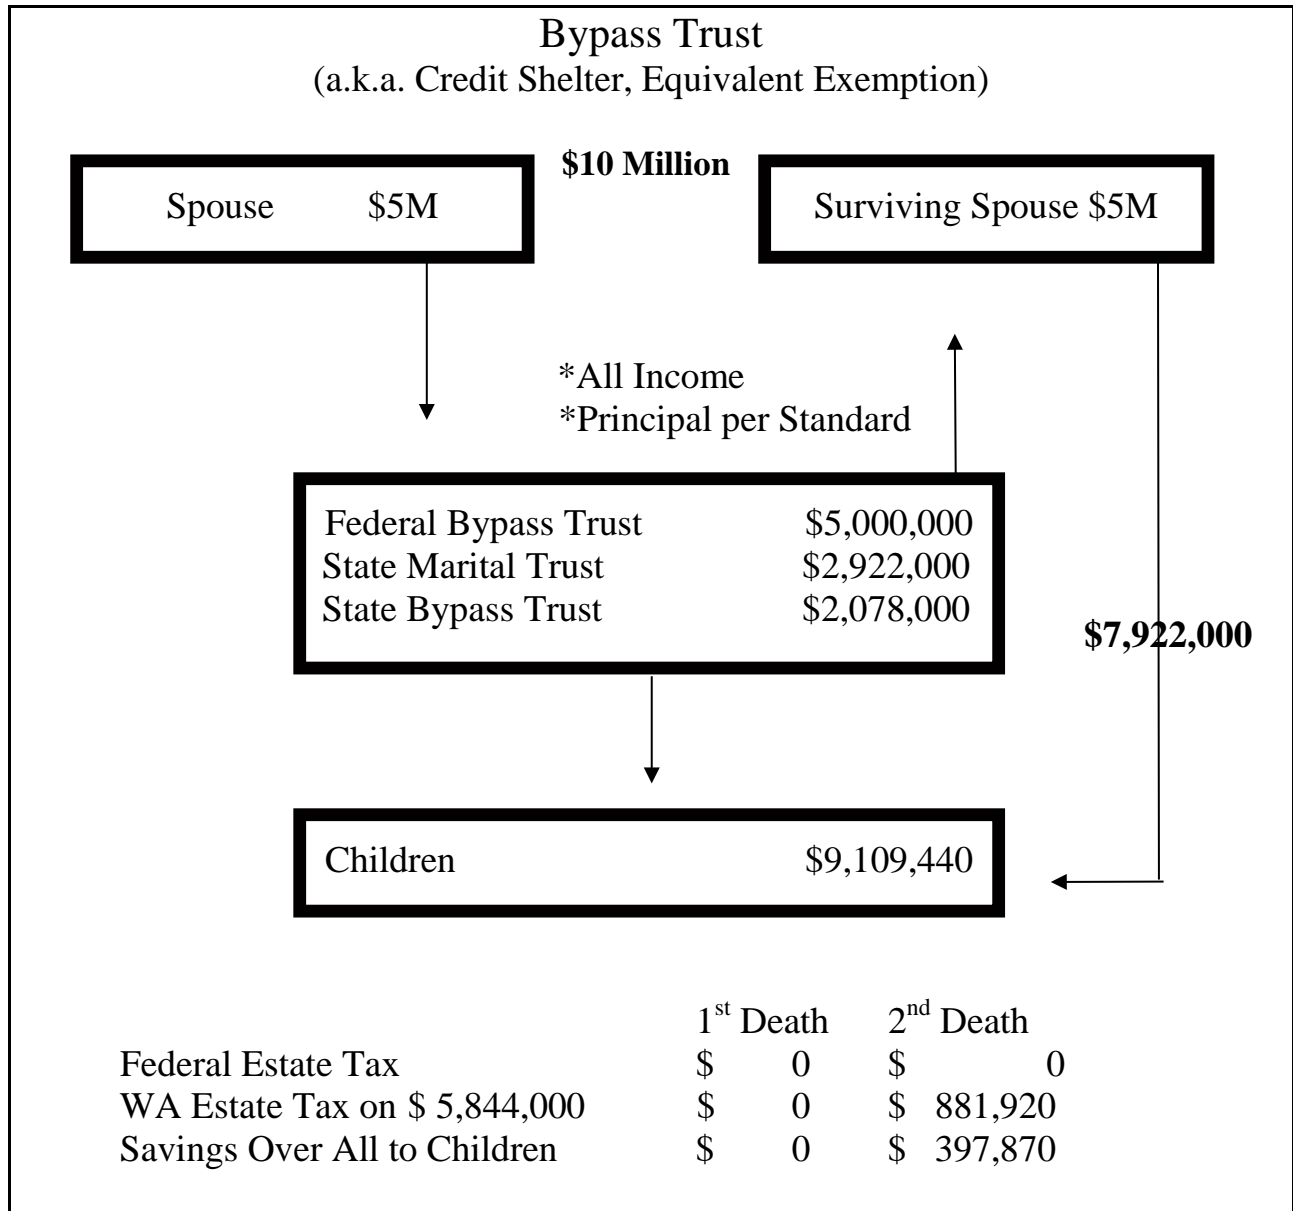 Bypass Trust
(a.k.a. Credit Shelter, Equivalent Exemption)
$10 Million
Spouse $5M
Surviving Spouse $5M
*All Income
*Principal per Standard
Federal Bypass Trust $5,000,000
State Marital Trust $2,922,000
State Bypass Trust $2,078,000
$7,922,000
Children $9,109,440
1st Death 2nd Death
Federal Estate Tax $ 0 $ 0
WA Estate Tax on $ 5,844,000 $ 0 $ 881,920
Savings Over All to Children $ 0 $ 397,870